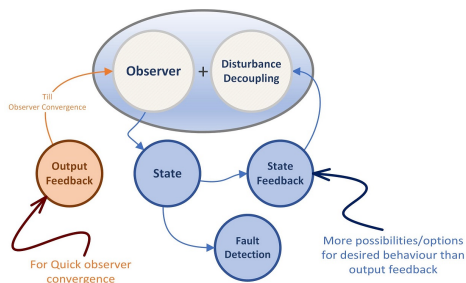 Observer
+
Disturbance
Decoupling
Till
Observer Convergence
Output
Feedback
State
State
Feedback
Fault
Detection
For Quick observer
convergence
More possibilities/options
for desired behaviour than
output feedback